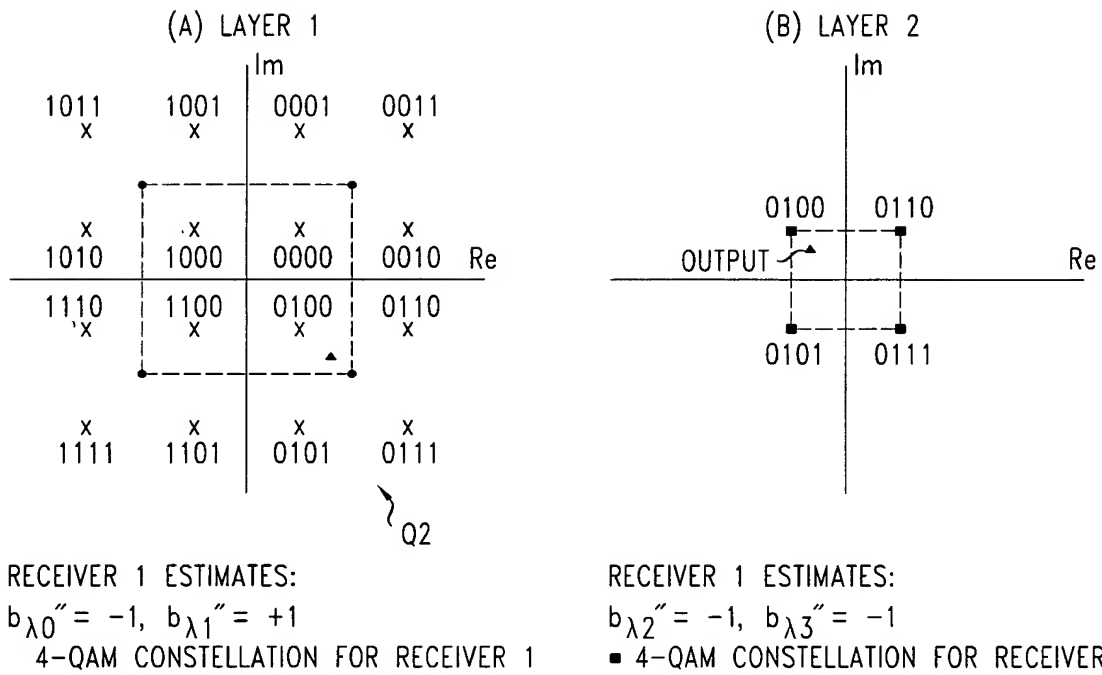 (A) LAYER 1
Im
1011 1001 0001 0011
x x x x
x x x x
1010 1000 0000 0010 Re
1110 1100 0100 0110
x x x x
x x x x
1111 1101 0101 0111
Q2
RECEIVER 1 ESTIMATES:
bλ0″ = -1, bλ1″ = +1
4-QAM CONSTELLATION FOR RECEIVER 1
(B) LAYER 2
Im
0100 0110
OUTPUT
Re
0101 0111
RECEIVER 1 ESTIMATES:
bλ2″ = -1, bλ3″ = -1
■ 4-QAM CONSTELLATION FOR RECEIVER